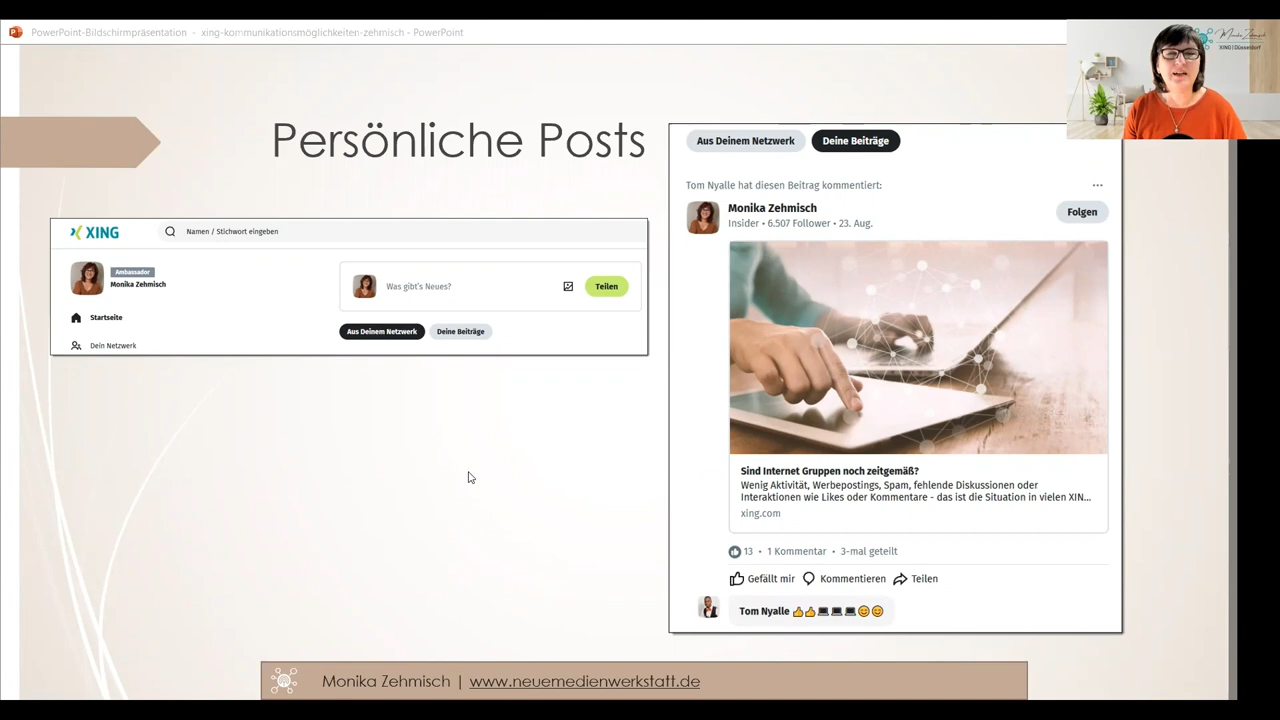 PowerPoint-Bildschirmpräsentation - xing-kommunikationsmöglichkeiten-zehmisch - PowerPoint
Monika Zehmisch
XING | Düsseldorf
Persönliche Posts
XING
Namen / Stichwort eingeben
Ambassador
Monika Zehmisch
Was gibt's Neues?
Teilen
Startseite
Aus Deinem Netzwerk
Deine Beiträge
Dein Netzwerk
Aus Deinem Netzwerk
Deine Beiträge
Tom Nyalle hat diesen Beitrag kommentiert:
Monika Zehmisch
Insider • 6.507 Follower • 23. Aug.
Folgen
Sind Internet Gruppen noch zeitgemäß?
Wenig Aktivität, Werbepostings, Spam, fehlende Diskussionen oder
Interaktionen wie Likes oder Kommentare - das ist die Situation in vielen XIN...
xing.com
13 • 1 Kommentar • 3-mal geteilt
Gefällt mir Kommentieren Teilen
Tom Nyalle 👍👍💻💻💻😊😊
Monika Zehmisch | www.neuemedienwerkstatt.de